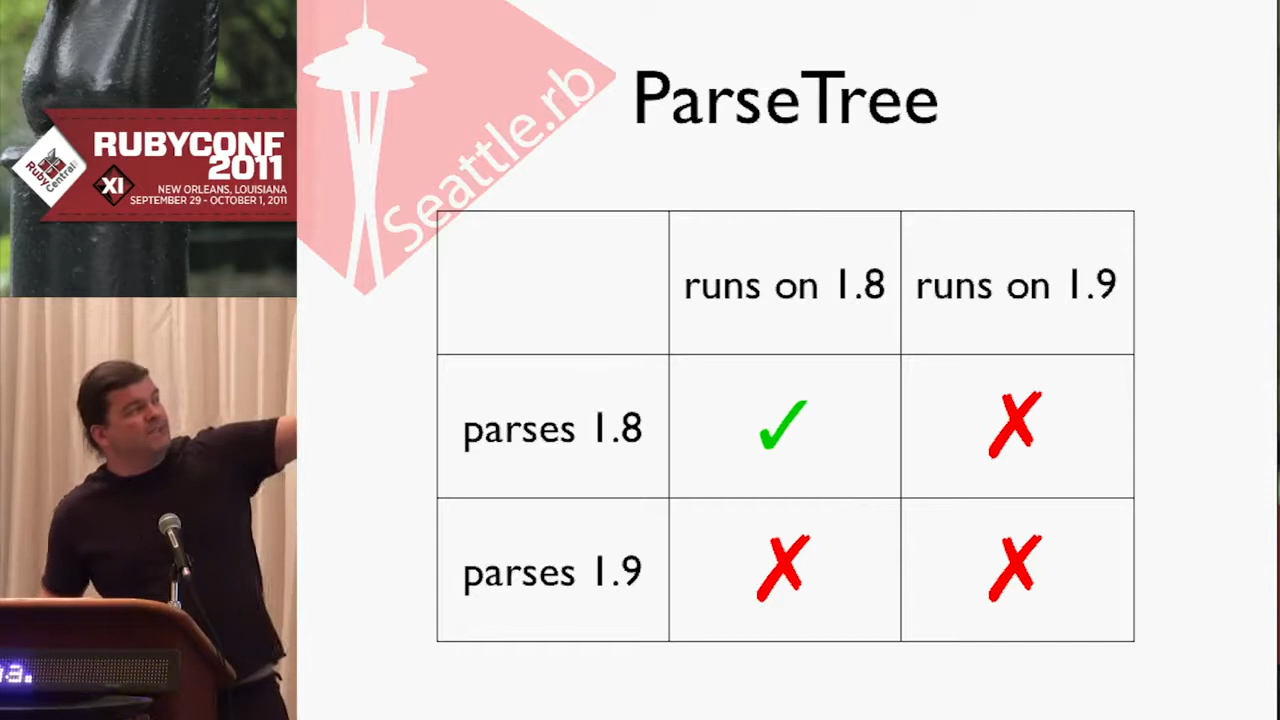 RUBYCONF
2011
RubyCentral
XI
NEW ORLEANS, LOUISIANA
SEPTEMBER 29 - OCTOBER 1, 2011
Seattle.rb
ParseTree
runs on 1.8
runs on 1.9
parses 1.8
✓
✗
parses 1.9
✗
✗